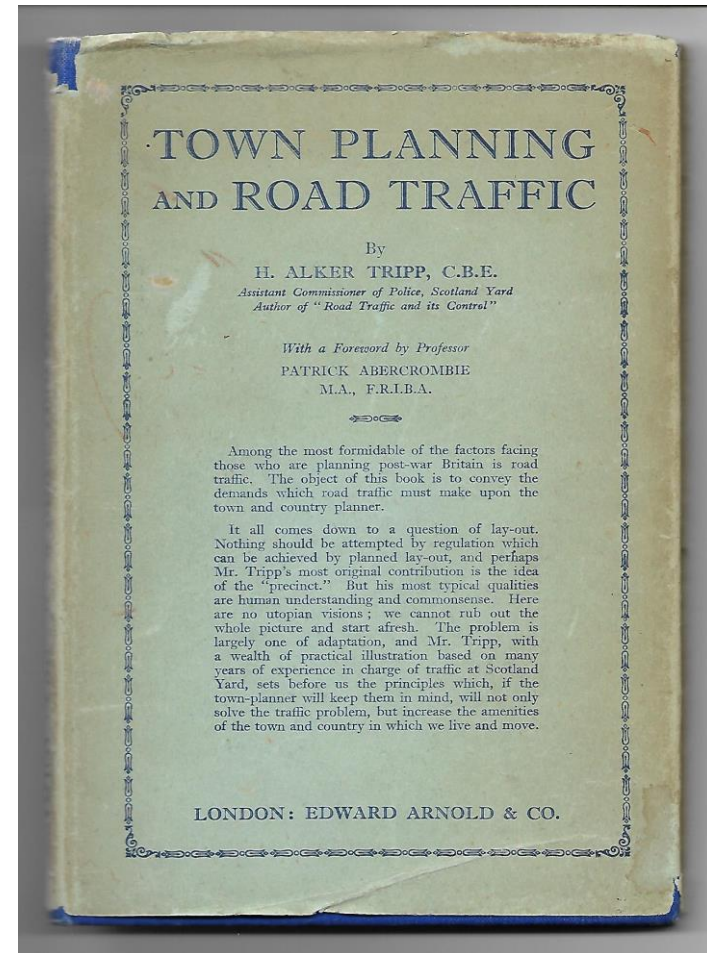 TOWN PLANNING
AND ROAD TRAFFIC
By
H. ALKER TRIPP, C.B.E.
Assistant Commissioner of Police, Scotland Yard
Author of "Road Traffic and its Control"
With a Foreword by Professor
PATRICK ABERCROMBIE
M.A., F.R.I.B.A.
Among the most formidable of the factors facing
those who are planning post-war Britain is road
traffic. The object of this book is to convey the
demands which road traffic must make upon the
town and country planner.
It all comes down to a question of lay-out.
Nothing should be attempted by regulation which
can be achieved by planned lay-out, and perhaps
Mr. Tripp's most original contribution is the idea
of the "precinct." But his most typical qualities
are human understanding and commonsense. Here
are no utopian visions; we cannot rub out the
whole picture and start afresh. The problem is
largely one of adaptation, and Mr. Tripp, with
a wealth of practical illustration based on many
years of experience in charge of traffic at Scotland
Yard, sets before us the principles which, if the
town-planner will keep them in mind, will not only
solve the traffic problem, but increase the amenities
of the town and country in which we live and move.
LONDON: EDWARD ARNOLD & CO.